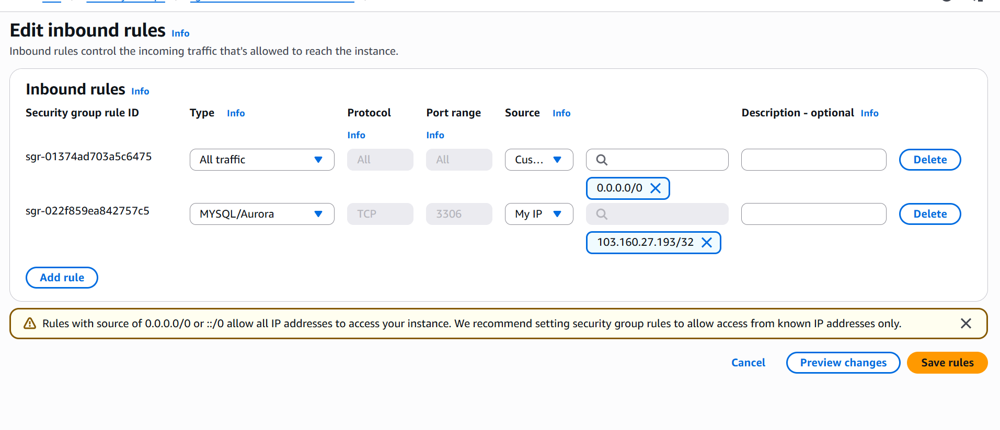 Edit inbound rules Info
Inbound rules control the incoming traffic that's allowed to reach the instance.
Inbound rules Info
Security group rule ID Type Info Protocol Info Port range Info Source Info Description - optional Info
sgr-01374ad703a5c6475 All traffic All All Cus... Delete
0.0.0.0/0
sgr-022f859ea842757c5 MYSQL/Aurora TCP 3306 My IP Delete
103.160.27.193/32
Add rule
Rules with source of 0.0.0.0/0 or ::/0 allow all IP addresses to access your instance. We recommend setting security group rules to allow access from known IP addresses only.
Cancel Preview changes Save rules